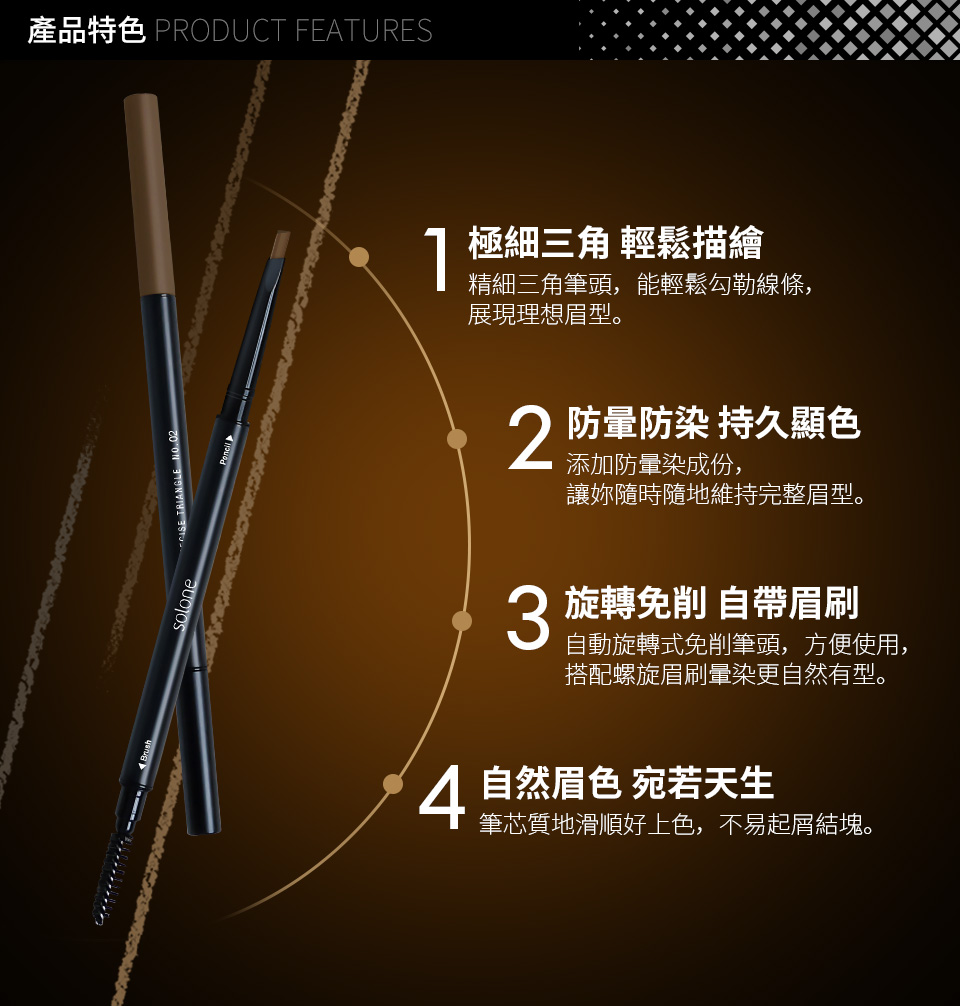 產品特色 PRODUCT FEATURES
1 極細三角 輕鬆描繪
精細三角筆頭，能輕鬆勾勒線條，
展現理想眉型。
2 防暈防染 持久顯色
添加防暈染成份，
讓妳隨時隨地維持完整眉型。
3 旋轉免削 自帶眉刷
自動旋轉式免削筆頭，方便使用，
搭配螺旋眉刷暈染更自然有型。
4 自然眉色 宛若天生
筆芯質地滑順好上色，不易起屑結塊。
TRIANGLE NO.02
Pencil ▶
solone
◀ Brush